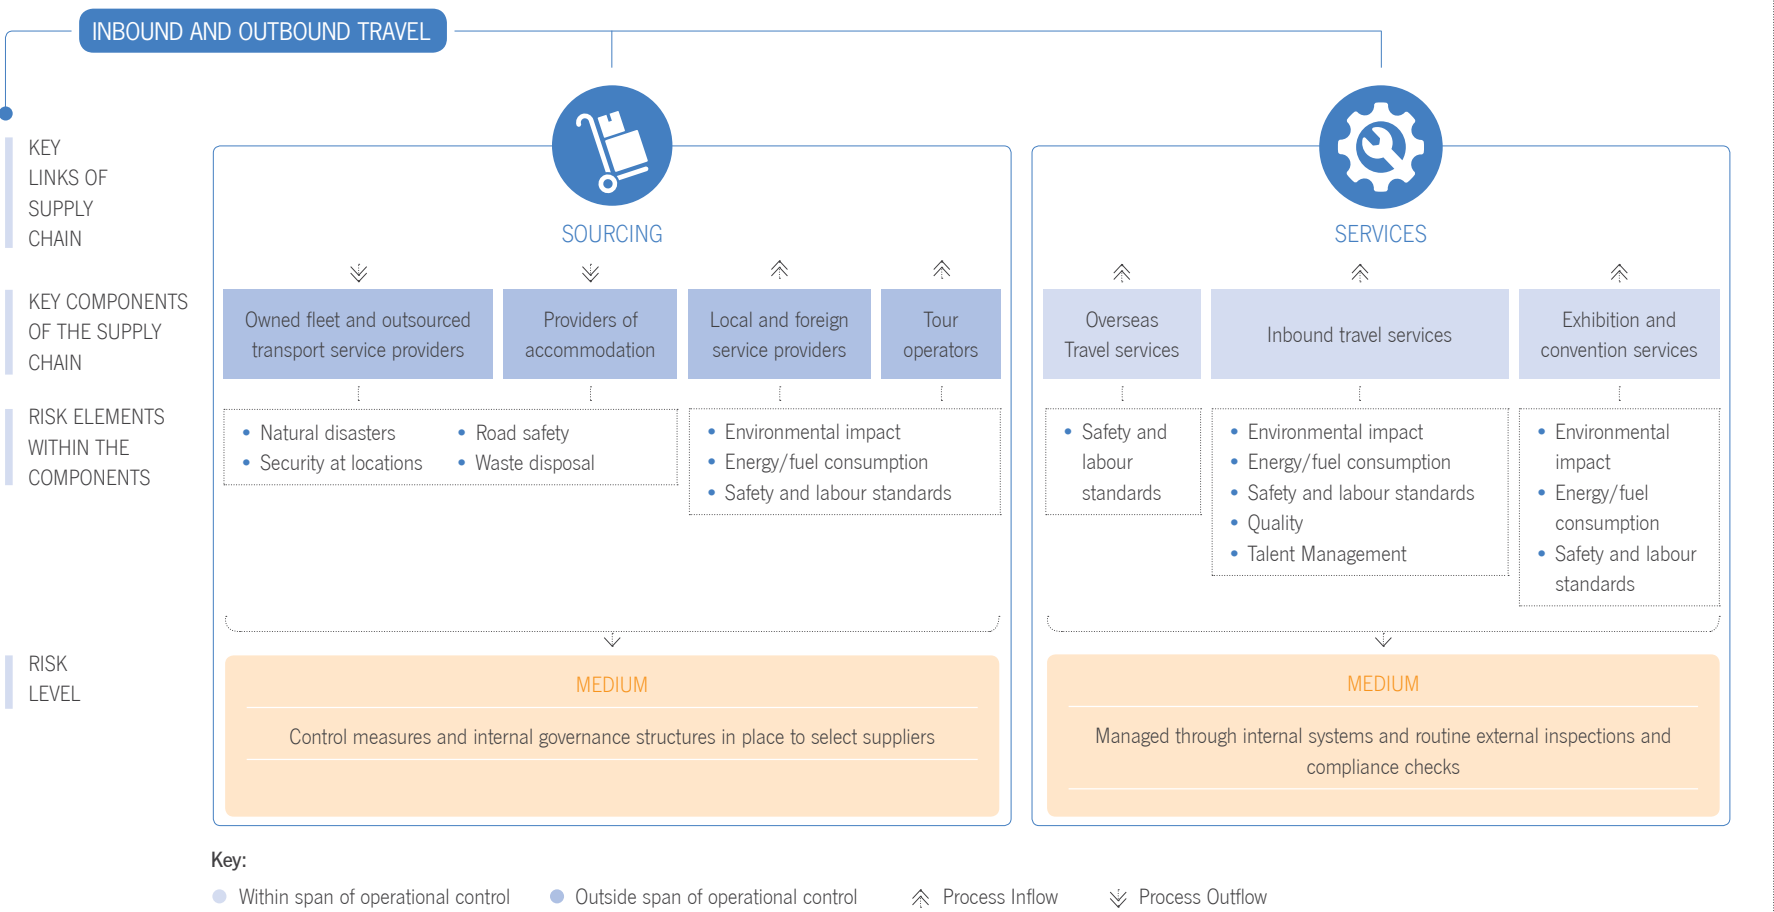 INBOUND AND OUTBOUND TRAVEL
KEY
LINKS OF
SUPPLY
CHAIN
SOURCING
SERVICES
KEY COMPONENTS
OF THE SUPPLY
CHAIN
Owned fleet and outsourced
transport service providers
Providers of
accommodation
Local and foreign
service providers
Tour
operators
Overseas
Travel services
Inbound travel services
Exhibition and
convention services
RISK ELEMENTS
WITHIN THE
COMPONENTS
• Natural disasters
• Security at locations
• Road safety
• Waste disposal
• Environmental impact
• Energy/fuel consumption
• Safety and labour standards
• Safety and
labour
standards
• Environmental impact
• Energy/fuel consumption
• Safety and labour standards
• Quality
• Talent Management
• Environmental
impact
• Energy/fuel
consumption
• Safety and labour
standards
RISK
LEVEL
MEDIUM
Control measures and internal governance structures in place to select suppliers
MEDIUM
Managed through internal systems and routine external inspections and
compliance checks
Key:
Within span of operational control
Outside span of operational control
Process Inflow
Process Outflow